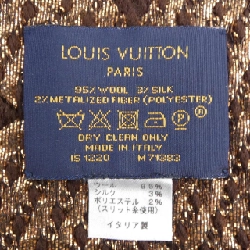 LOUIS VUITTON
PARIS
95% WOOL 3% SILK
2% METALIZED FIBER (POLYESTER)
DRY CLEAN ONLY
MADE IN ITALY
IS 1220 M71383
ウール 95%
シルク 3%
ポリエステル 2%
(スリット糸使用)
イタリア製